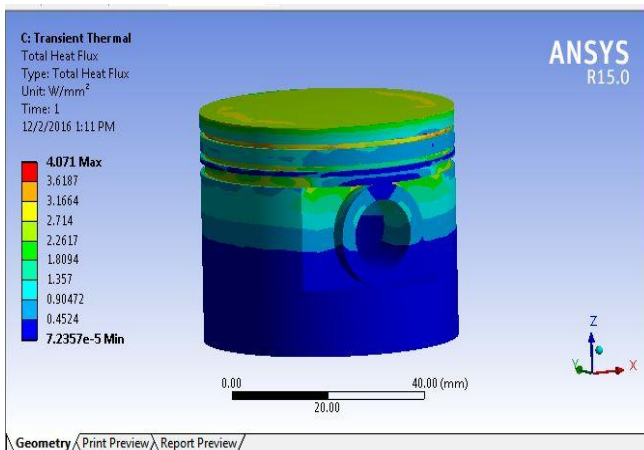 C: Transient Thermal
Total Heat Flux
Type: Total Heat Flux
Unit: W/mm²
Time: 1
12/2/2016 1:11 PM
ANSYS
R15.0
4.071 Max
3.6187
3.1664
2.714
2.2617
1.8094
1.357
0.90472
0.4524
7.2357e-5 Min
0.00
40.00 (mm)
20.00
Z
Y
X
Geometry
Print Preview
Report Preview